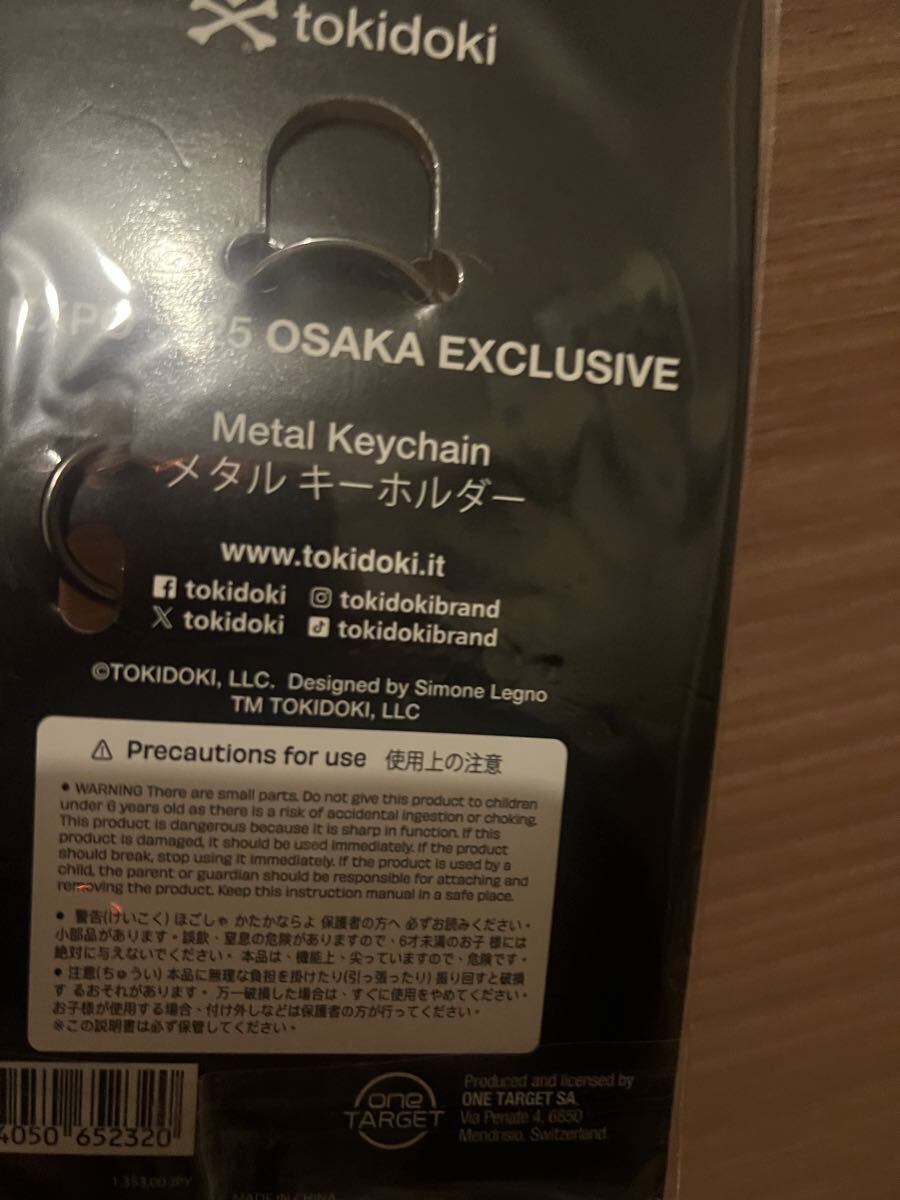 tokidoki
EXPO 2025 OSAKA EXCLUSIVE
Metal Keychain
メタル キーホルダー
www.tokidoki.it
tokidoki tokidokibrand
tokidoki tokidokibrand
©TOKIDOKI, LLC. Designed by Simone Legno
TM TOKIDOKI, LLC
⚠ Precautions for use 使用上の注意
• WARNING There are small parts. Do not give this product to children
under 6 years old as there is a risk of accidental ingestion or choking.
This product is dangerous because it is sharp in function. If this
product is damaged, it should be used immediately. If the product
should break, stop using it immediately. If the product is used by a
child, the parent or guardian should be responsible for attaching and
removing the product. Keep this instruction manual in a safe place.
• 警告(けいこく) ほごしゃ かたかならよ 保護者の方へ 必ずお読みください。
小部品があります。誤飲、窒息の危険がありますので、6才未満のお子 様には
絶対に与えないでください。 本品は、機能上、尖っていますので、危険です。
• 注意(ちゅうい) 本品に無理な負担を掛けたり(引っ張ったり) 振り回すと破損
す るおそれがあります。 万一破損した場合は、すぐに使用をやめてください。
お子様が使用する場合、付け外しなどは保護者の方が行ってください。
※この説明書は必ず保管してください。
4050 652320
one
TARGET
Produced and licensed by
ONE TARGET SA
Via Penate 4, 6850
Mendrisio, Switzerland
1.353,00 JPY
MADE IN CHINA